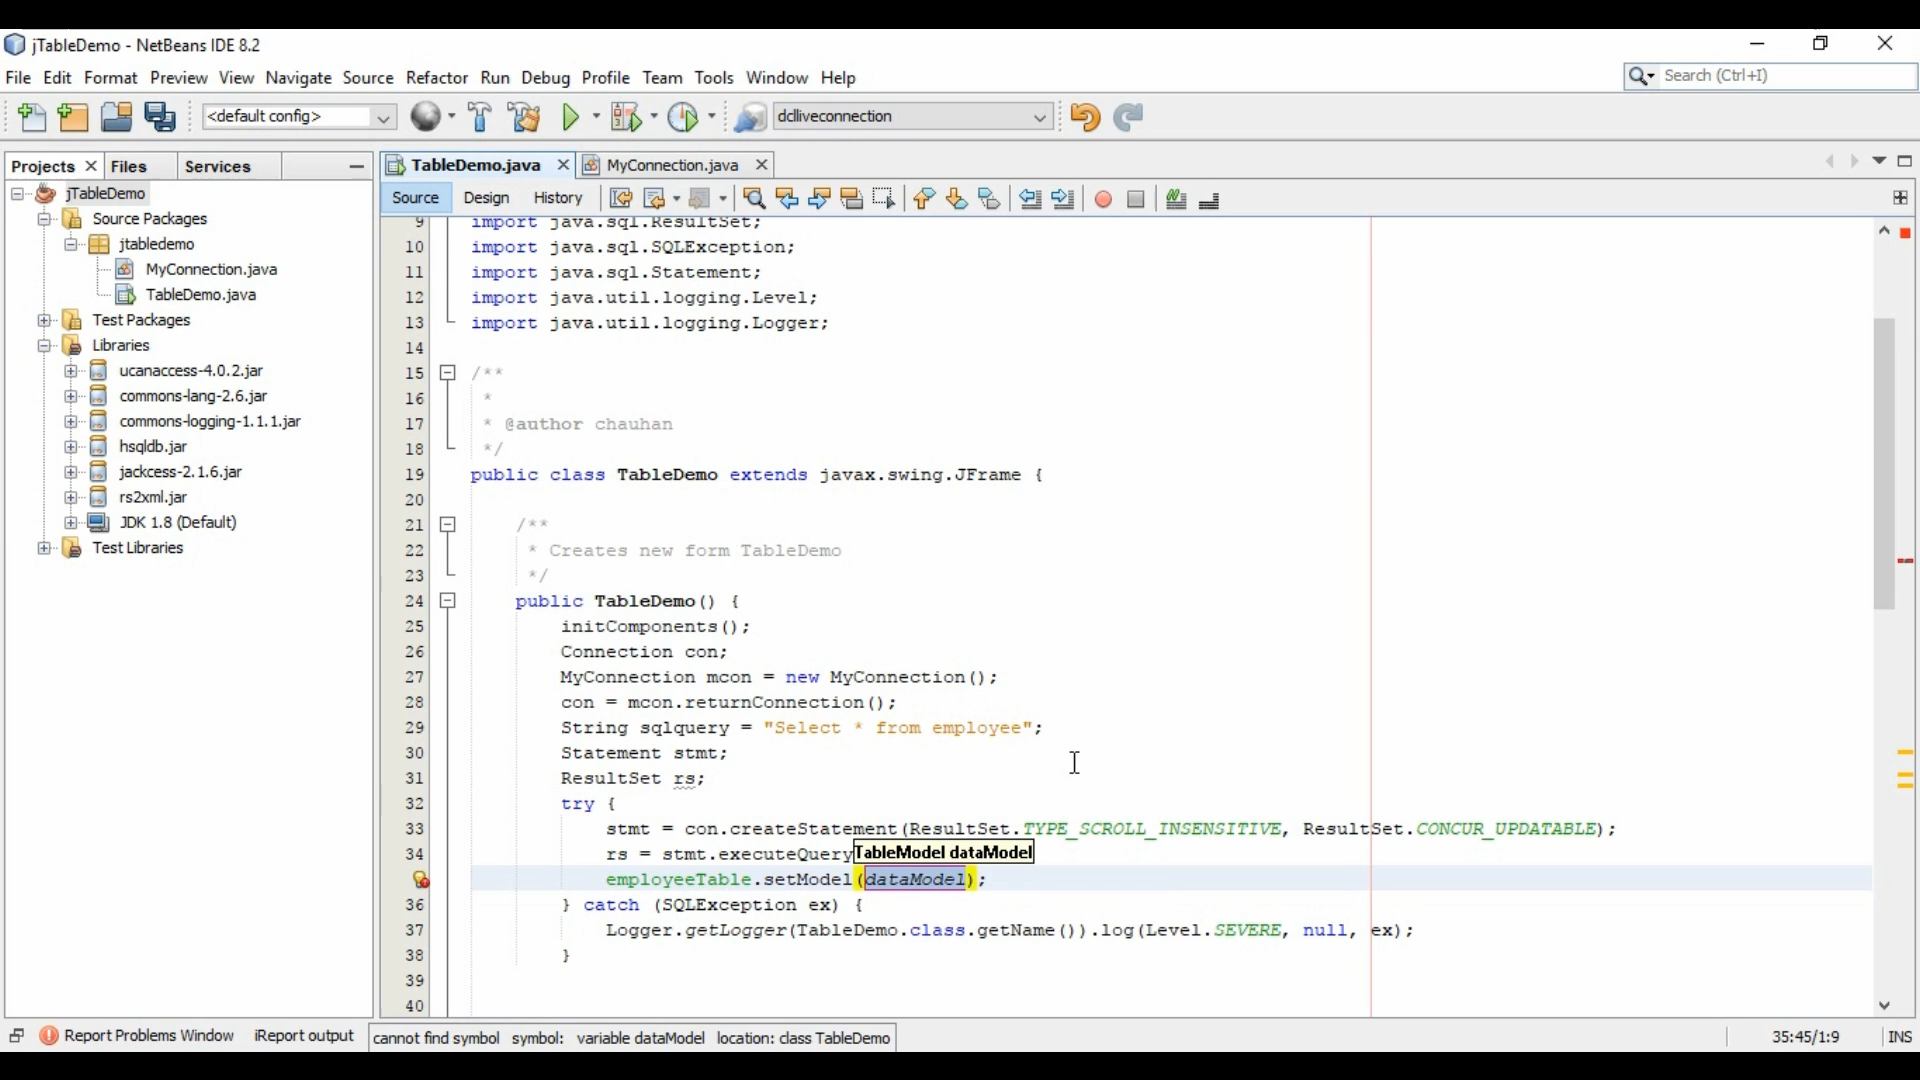 jTableDemo - NetBeans IDE 8.2
File Edit Format Preview View Navigate Source Refactor Run Debug Profile Team Tools Window Help
Search (Ctrl+I)
<default config>
dclliveconnection
Projects Files Services
TableDemo.java MyConnection.java
Source Design History
jTableDemo
Source Packages
jtabledemo
MyConnection.java
TableDemo.java
Test Packages
Libraries
ucanaccess-4.0.2.jar
commons-lang-2.6.jar
commons-logging-1.1.1.jar
hsqldb.jar
jackcess-2.1.6.jar
rs2xml.jar
JDK 1.8 (Default)
Test Libraries
9 import java.sql.ResultSet;
10 import java.sql.SQLException;
11 import java.sql.Statement;
12 import java.util.logging.Level;
13 import java.util.logging.Logger;
14
15 /**
16 *
17 * @author chauhan
18 */
19 public class TableDemo extends javax.swing.JFrame {
20
21 /**
22 * Creates new form TableDemo
23 */
24 public TableDemo() {
25 initComponents();
26 Connection con;
27 MyConnection mcon = new MyConnection();
28 con = mcon.returnConnection();
29 String sqlquery = "Select * from employee";
30 Statement stmt;
31 ResultSet rs;
32 try {
33 stmt = con.createStatement(ResultSet.TYPE_SCROLL_INSENSITIVE, ResultSet.CONCUR_UPDATABLE);
34 rs = stmt.executeQuery
TableModel dataModel
employeeTable.setModel(dataModel);
36 } catch (SQLException ex) {
37 Logger.getLogger(TableDemo.class.getName()).log(Level.SEVERE, null, ex);
38 }
39
40
Report Problems Window iReport output
cannot find symbol symbol: variable dataModel location: class TableDemo
35:45/1:9 INS